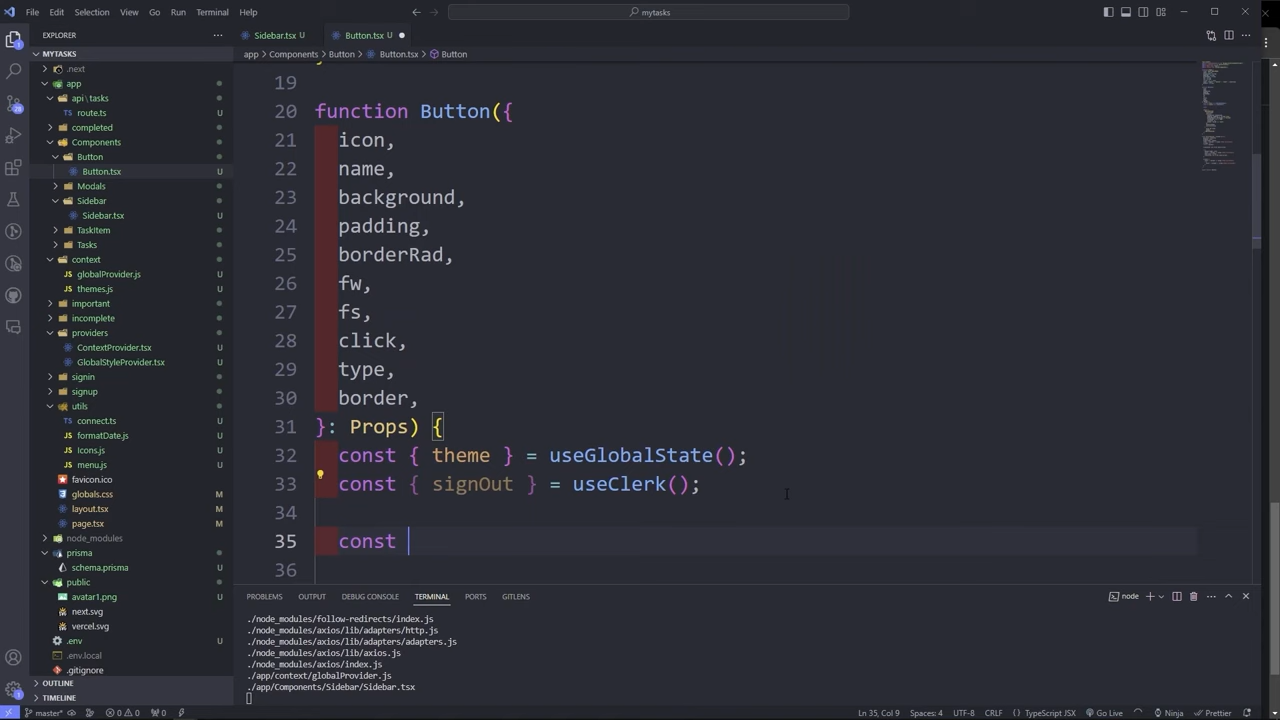 File Edit Selection View Go Run Terminal Help
mytasks
EXPLORER
Sidebar.tsx U
Button.tsx U
MYTASKS
app > Components > Button > Button.tsx > Button
.next
app
api \ tasks
route.ts U
completed
Components
Button
Button.tsx U
Modals
Sidebar
Sidebar.tsx U
TaskItem
Tasks
context
globalProvider.js U
themes.js U
important
incomplete
providers
ContextProvider.tsx U
GlobalStyleProvider.tsx U
signin
signup
utils
connect.ts U
formatDate.js U
Icons.js U
menu.js U
favicon.ico
globals.css M
layout.tsx M
page.tsx M
node_modules
prisma
schema.prisma U
public
avatar1.png U
next.svg U
vercel.svg U
.env U
.env.local
.gitignore
OUTLINE
TIMELINE
19
20 function Button({
21 icon,
22 name,
23 background,
24 padding,
25 borderRad,
26 fw,
27 fs,
28 click,
29 type,
30 border,
31 }: Props) {
32 const { theme } = useGlobalState();
33 const { signOut } = useClerk();
34
35 const
36
PROBLEMS OUTPUT DEBUG CONSOLE TERMINAL PORTS GITLENS
node
./node_modules/follow-redirects/index.js
./node_modules/axios/lib/adapters/http.js
./node_modules/axios/lib/adapters/adapters.js
./node_modules/axios/lib/axios.js
./node_modules/axios/index.js
./app/context/globalProvider.js
./app/Components/Sidebar/Sidebar.tsx
master* 0 0 0 Ln 35, Col 9 Spaces: 4 UTF-8 CRLF TypeScript JSX Go Live Ninja Prettier